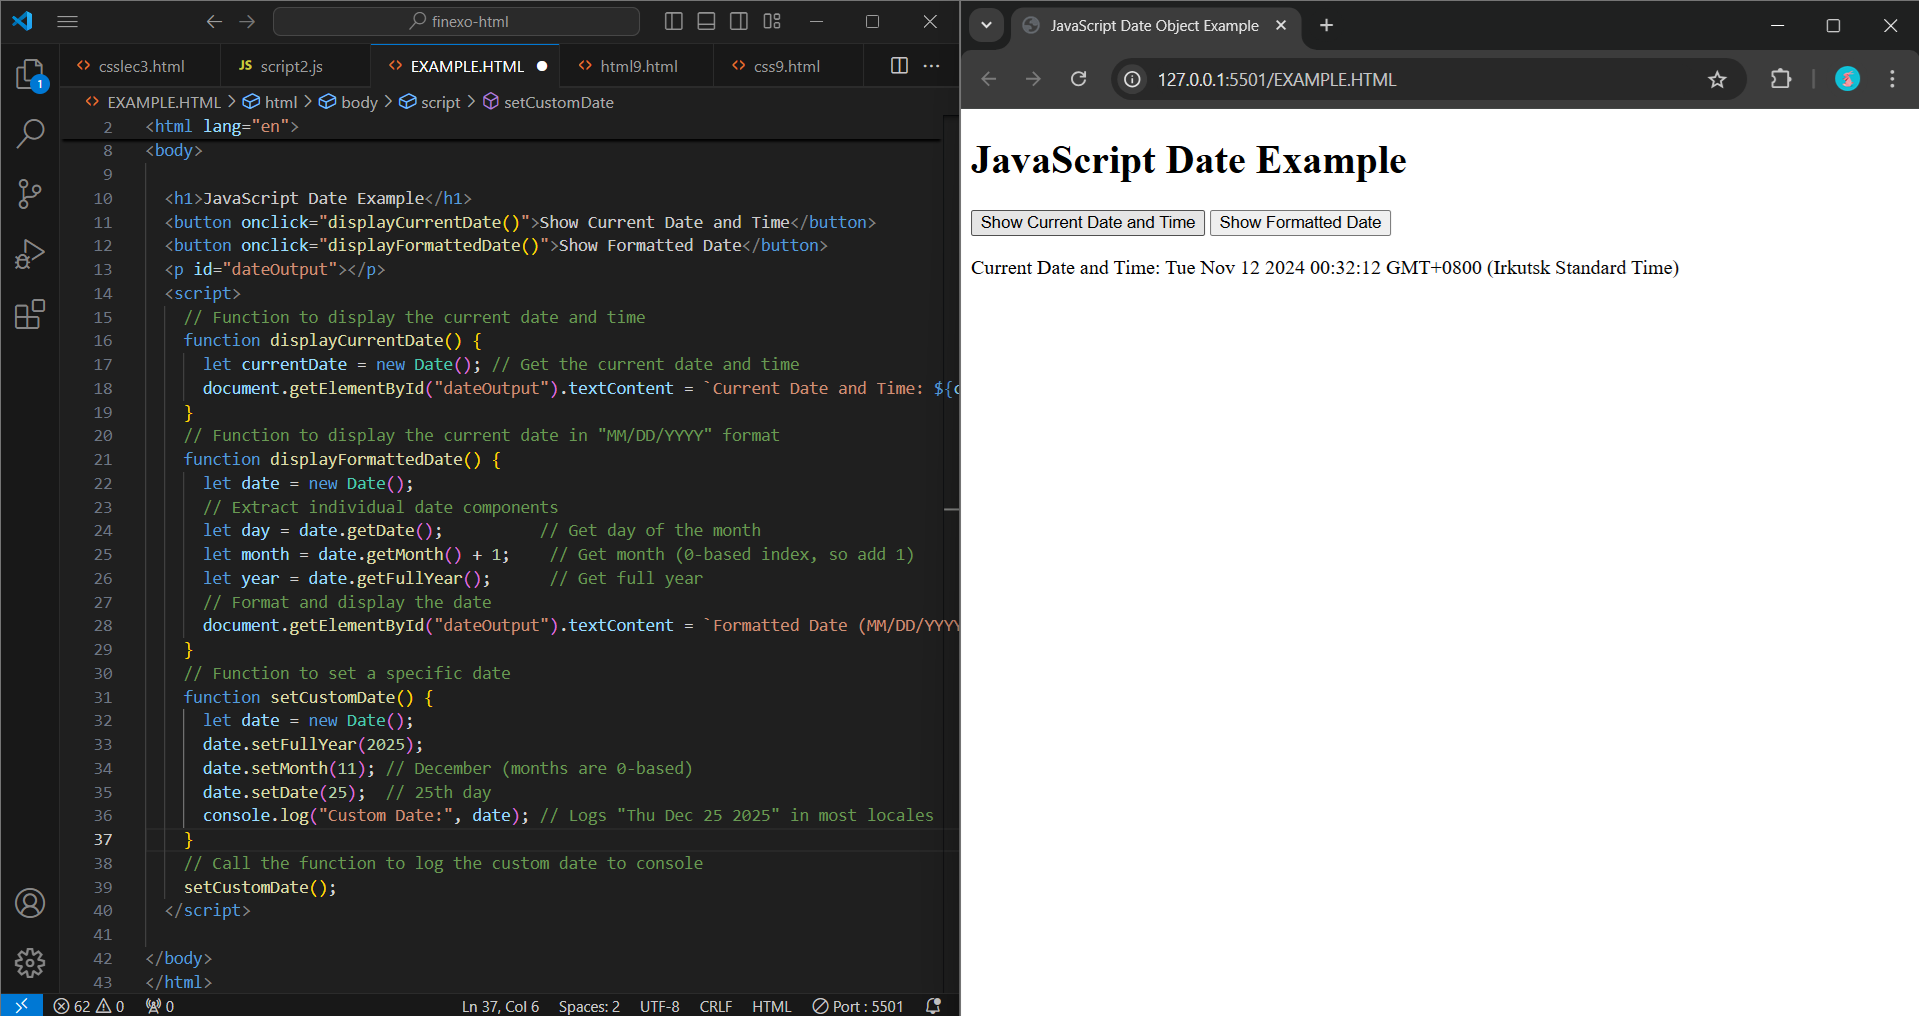 finexo-html
csslec3.html
JS script2.js
EXAMPLE.HTML
html9.html
css9.html
EXAMPLE.HTML > html > body > script > setCustomDate
1
2 <html lang="en">
8 <body>
9
10 <h1>JavaScript Date Example</h1>
11 <button onclick="displayCurrentDate()">Show Current Date and Time</button>
12 <button onclick="displayFormattedDate()">Show Formatted Date</button>
13 <p id="dateOutput"></p>
14 <script>
15 // Function to display the current date and time
16 function displayCurrentDate() {
17 let currentDate = new Date(); // Get the current date and time
18 document.getElementById("dateOutput").textContent = `Current Date and Time: ${c
19 }
20 // Function to display the current date in "MM/DD/YYYY" format
21 function displayFormattedDate() {
22 let date = new Date();
23 // Extract individual date components
24 let day = date.getDate(); // Get day of the month
25 let month = date.getMonth() + 1; // Get month (0-based index, so add 1)
26 let year = date.getFullYear(); // Get full year
27 // Format and display the date
28 document.getElementById("dateOutput").textContent = `Formatted Date (MM/DD/YYYY
29 }
30 // Function to set a specific date
31 function setCustomDate() {
32 let date = new Date();
33 date.setFullYear(2025);
34 date.setMonth(11); // December (months are 0-based)
35 date.setDate(25); // 25th day
36 console.log("Custom Date:", date); // Logs "Thu Dec 25 2025" in most locales
37 }
38 // Call the function to log the custom date to console
39 setCustomDate();
40 </script>
41
42 </body>
43 </html>
62 0 0 Ln 37, Col 6 Spaces: 2 UTF-8 CRLF HTML Port : 5501
JavaScript Date Object Example
127.0.0.1:5501/EXAMPLE.HTML
JavaScript Date Example
Show Current Date and Time Show Formatted Date
Current Date and Time: Tue Nov 12 2024 00:32:12 GMT+0800 (Irkutsk Standard Time)